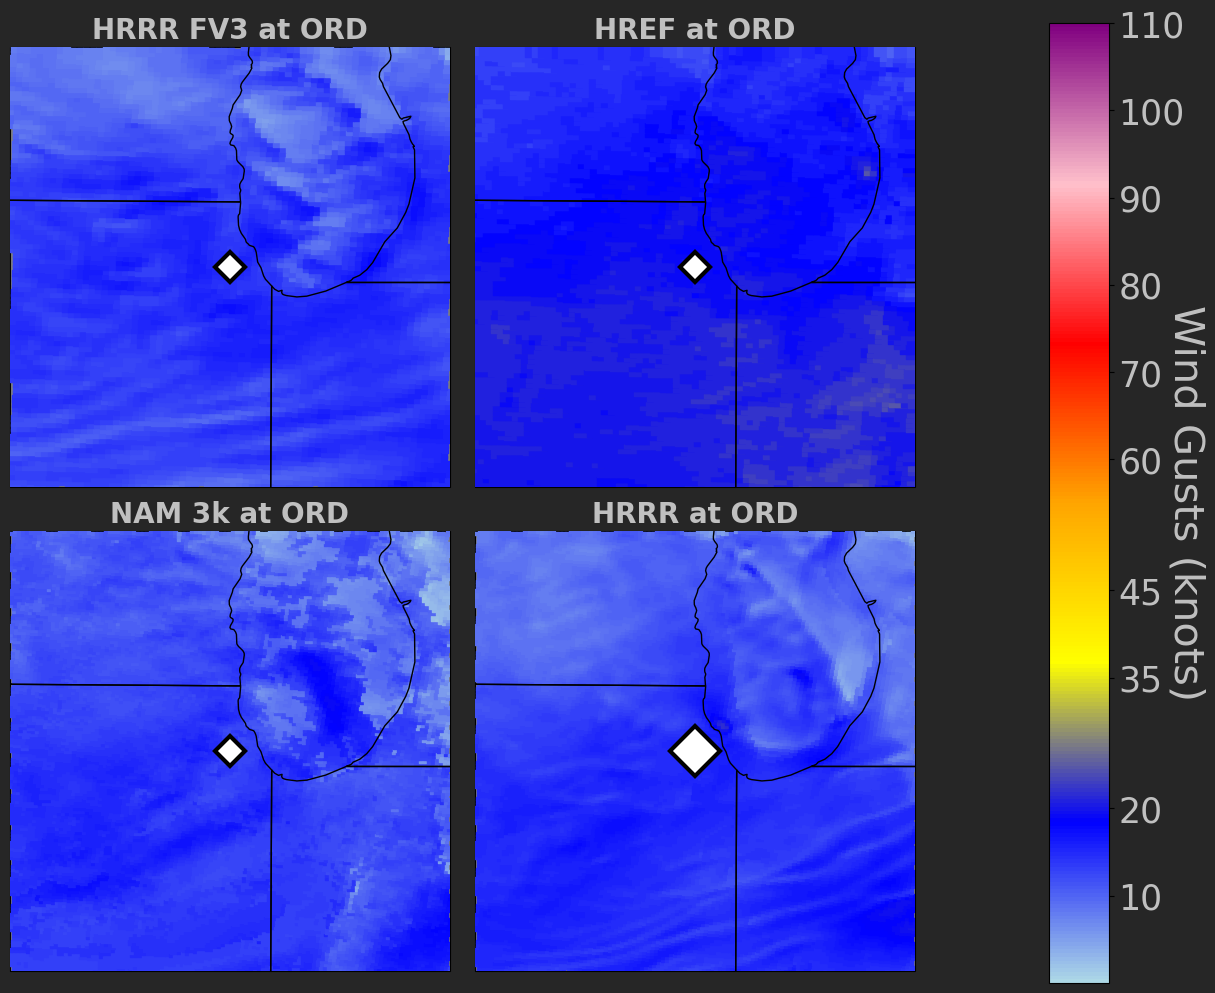 HRRR FV3 at ORD
HREF at ORD
NAM 3k at ORD
HRRR at ORD
110
100
90
80
70
60
45
35
20
10
Wind Gusts (knots)